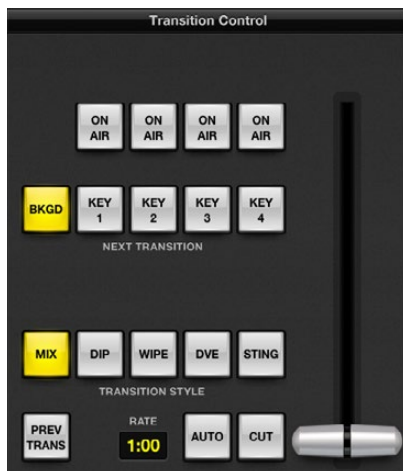 Transition Control
ON AIR ON AIR ON AIR ON AIR
BKGD KEY 1 KEY 2 KEY 3 KEY 4
NEXT TRANSITION
MIX DIP WIPE DVE STING
TRANSITION STYLE
PREV TRANS RATE 1:00 AUTO CUT